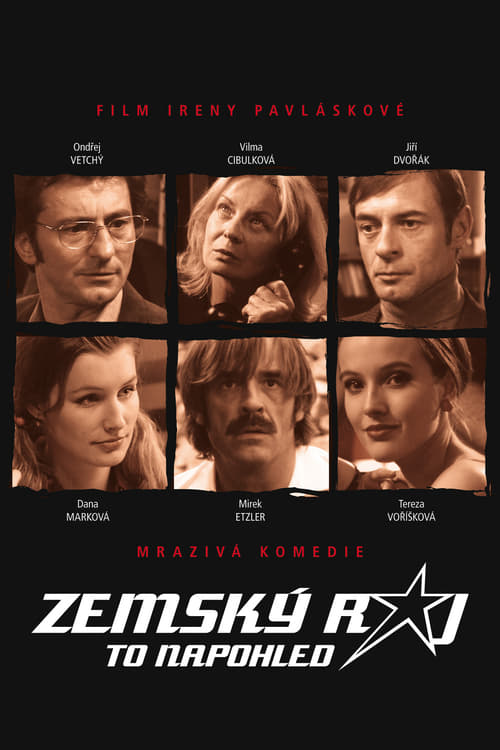 FILM IRENY PAVLÁSKOVÉ
Ondřej
VETCHÝ
Vilma
CIBULKOVÁ
Jiří
DVOŘÁK
Dana
MARKOVÁ
Mirek
ETZLER
Tereza
VOŘÍŠKOVÁ
MRAZIVÁ KOMEDIE
ZEMSKÝ RÁJ
TO NAPOHLED